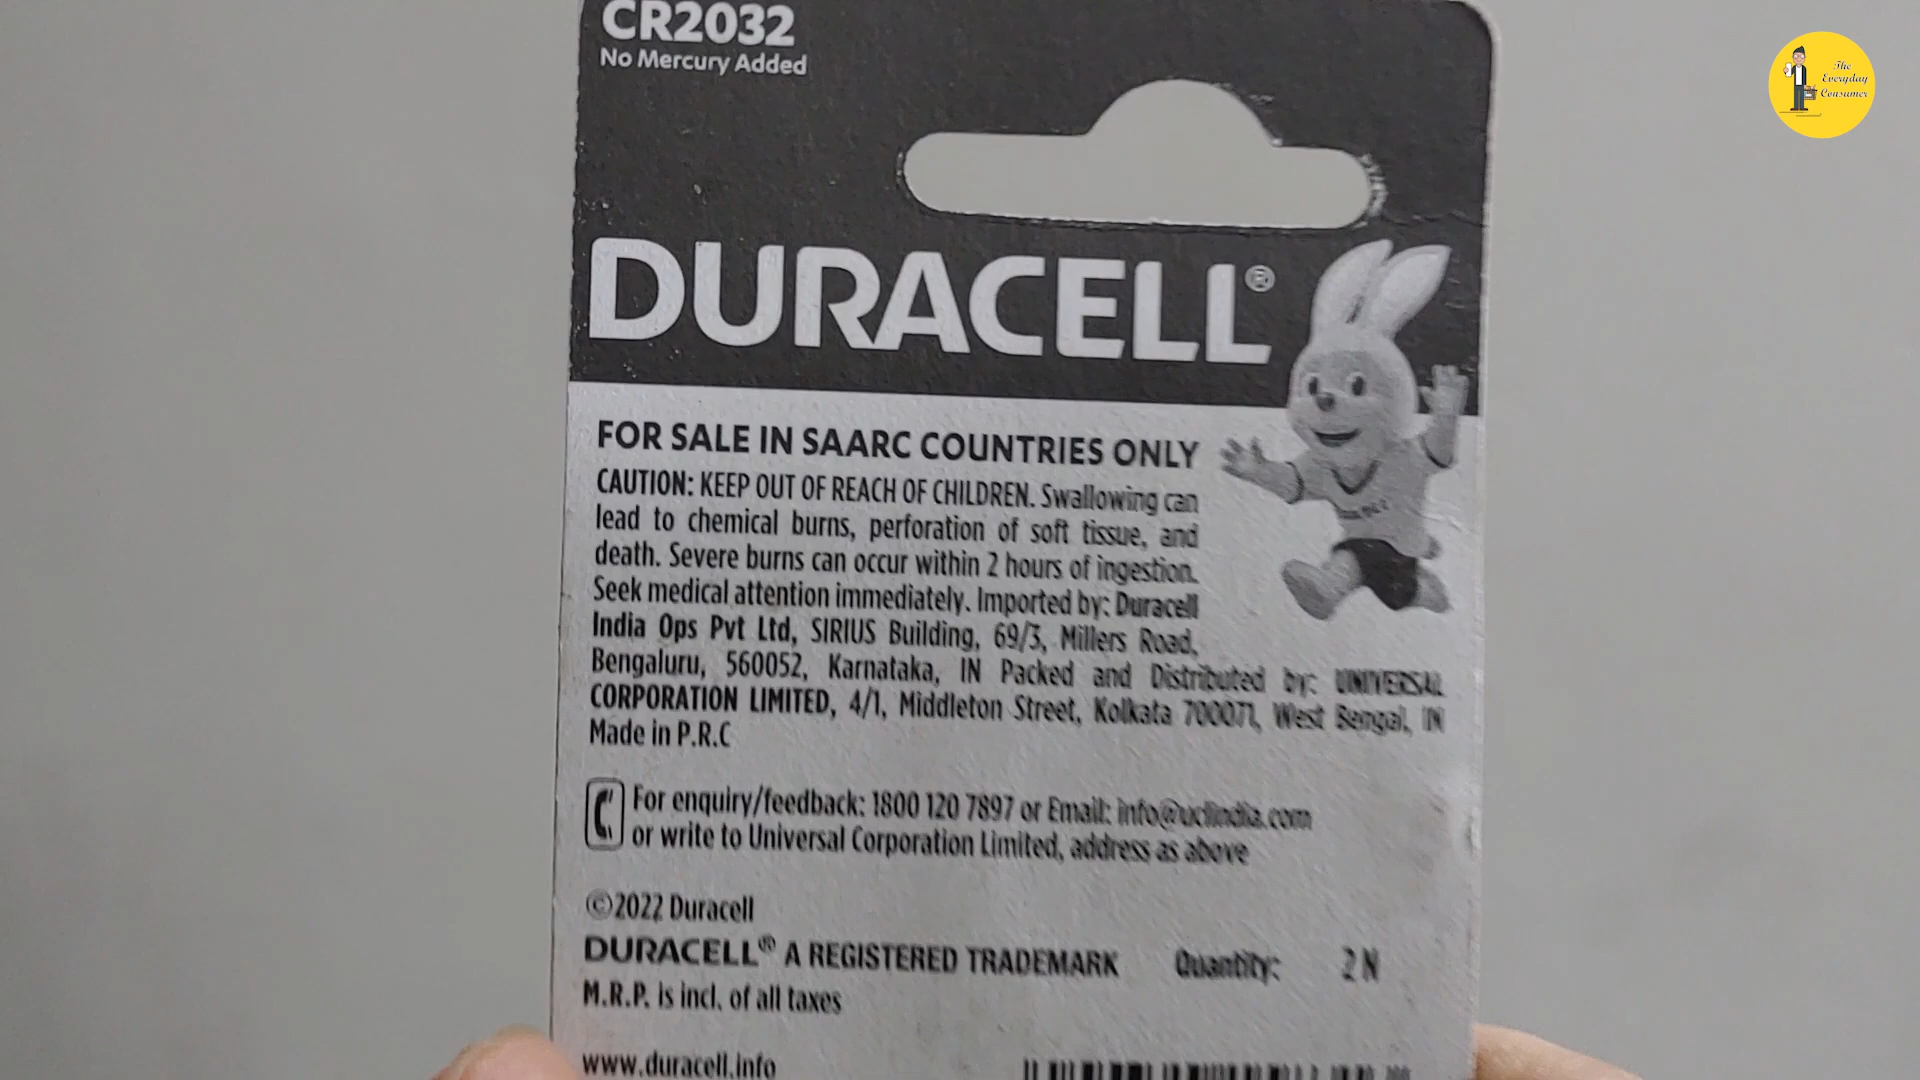 CR2032
No Mercury Added
The
Everyday
Consumer
DURACELL®
FOR SALE IN SAARC COUNTRIES ONLY
CAUTION: KEEP OUT OF REACH OF CHILDREN. Swallowing can
lead to chemical burns, perforation of soft tissue, and
death. Severe burns can occur within 2 hours of ingestion.
Seek medical attention immediately. Imported by: Duracell
India Ops Pvt Ltd, SIRIUS Building, 69/3, Millers Road,
Bengaluru, 560052, Karnataka, IN Packed and Distributed by: UNIVERSAL
CORPORATION LIMITED, 4/1, Middleton Street, Kolkata 700071, West Bengal, IN
Made in P.R.C
For enquiry/feedback: 1800 120 7897 or Email: info@uclindia.com
or write to Universal Corporation Limited, address as above
©2022 Duracell
DURACELL® A REGISTERED TRADEMARK Quantity: 2 N
M.R.P. is incl. of all taxes
www.duracell.info